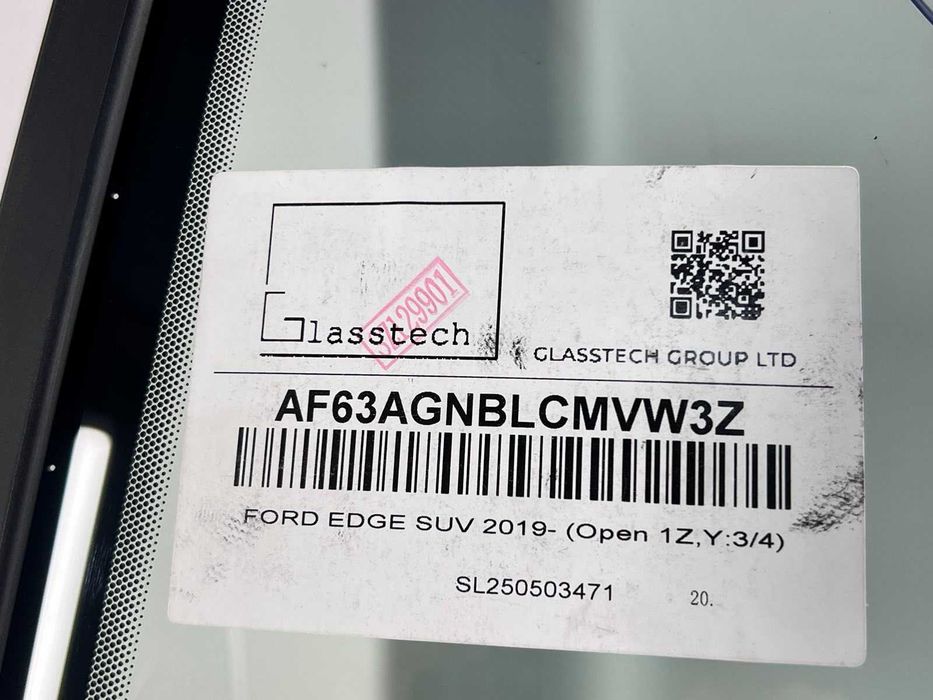 Glasstech
GLASSTECH GROUP LTD
AF63AGNBLCMVW3Z
FORD EDGE SUV 2019- (Open 1Z,Y:3/4)
SL250503471
20.